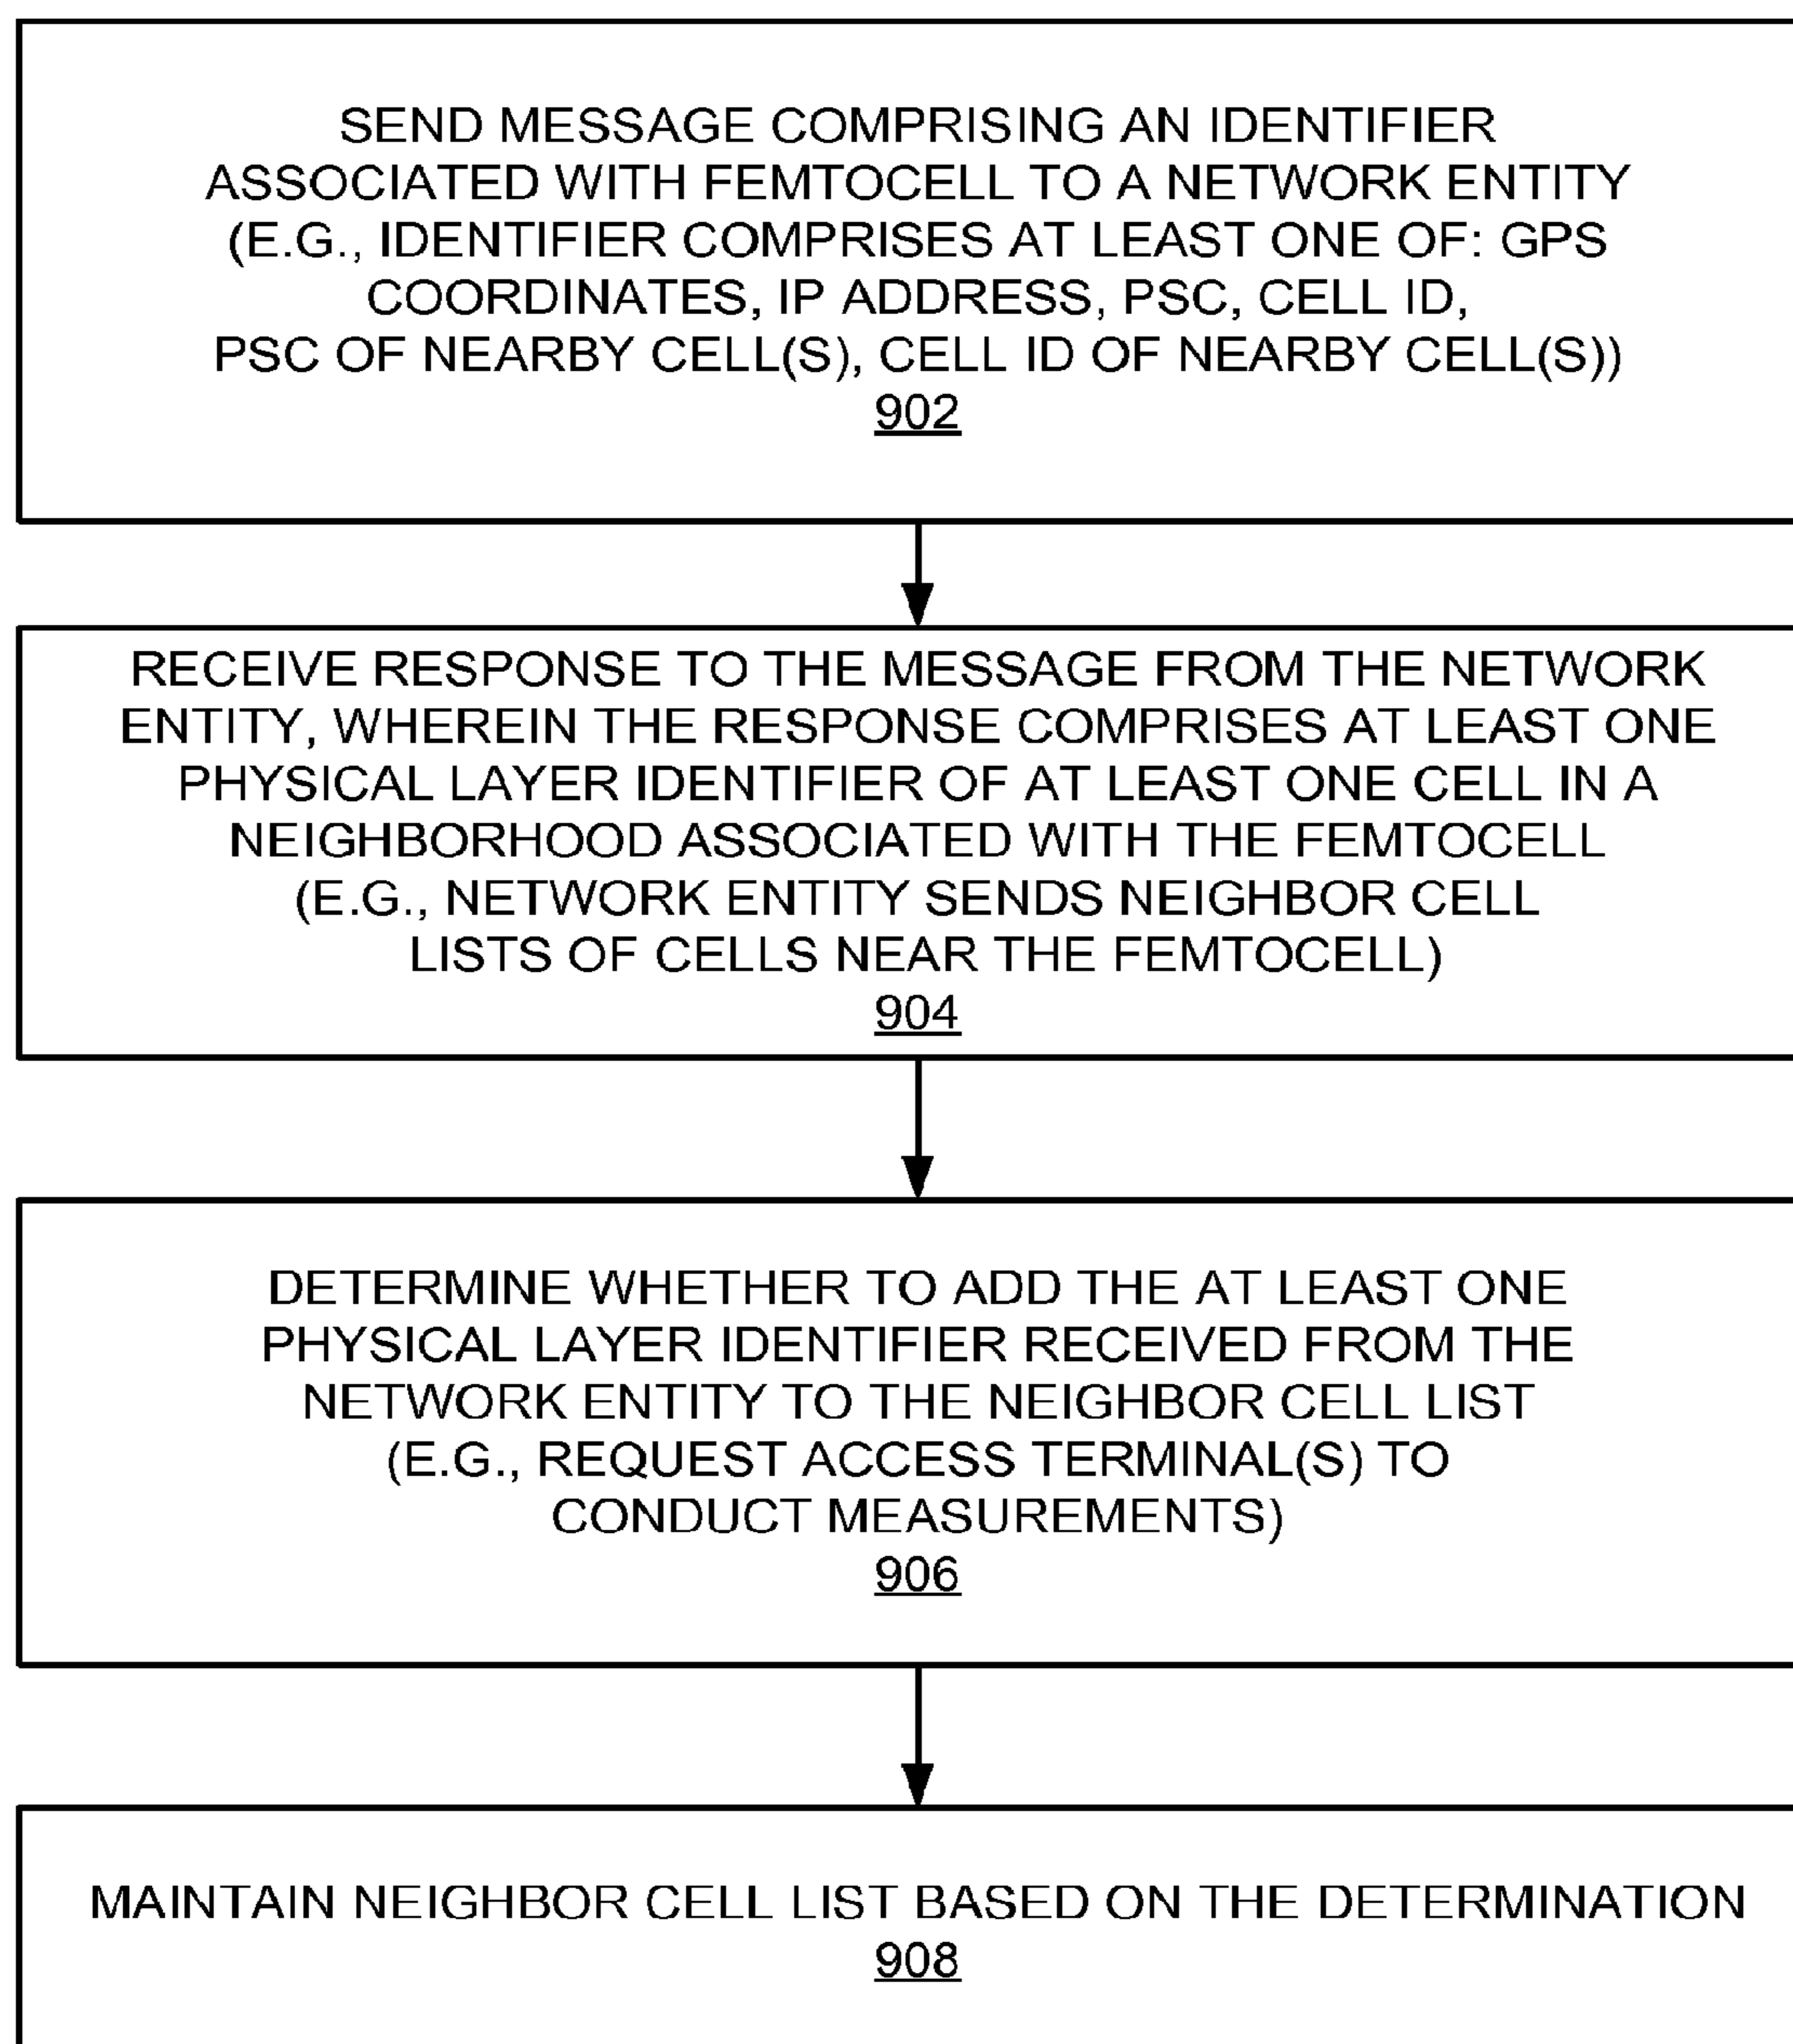 SEND MESSAGE COMPRISING AN IDENTIFIER
ASSOCIATED WITH FEMTOCELL TO A NETWORK ENTITY
(E.G., IDENTIFIER COMPRISES AT LEAST ONE OF: GPS
COORDINATES, IP ADDRESS, PSC, CELL ID,
PSC OF NEARBY CELL(S), CELL ID OF NEARBY CELL(S))
902
RECEIVE RESPONSE TO THE MESSAGE FROM THE NETWORK
ENTITY, WHEREIN THE RESPONSE COMPRISES AT LEAST ONE
PHYSICAL LAYER IDENTIFIER OF AT LEAST ONE CELL IN A
NEIGHBORHOOD ASSOCIATED WITH THE FEMTOCELL
(E.G., NETWORK ENTITY SENDS NEIGHBOR CELL
LISTS OF CELLS NEAR THE FEMTOCELL)
904
DETERMINE WHETHER TO ADD THE AT LEAST ONE
PHYSICAL LAYER IDENTIFIER RECEIVED FROM THE
NETWORK ENTITY TO THE NEIGHBOR CELL LIST
(E.G., REQUEST ACCESS TERMINAL(S) TO
CONDUCT MEASUREMENTS)
906
MAINTAIN NEIGHBOR CELL LIST BASED ON THE DETERMINATION
908